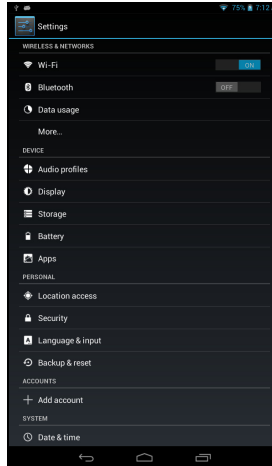 75% 7:12
Settings
WIRELESS & NETWORKS
Wi-Fi ON
Bluetooth OFF
Data usage
More...
DEVICE
Audio profiles
Display
Storage
Battery
Apps
PERSONAL
Location access
Security
A Language & input
Backup & reset
ACCOUNTS
Add account
SYSTEM
Date & time